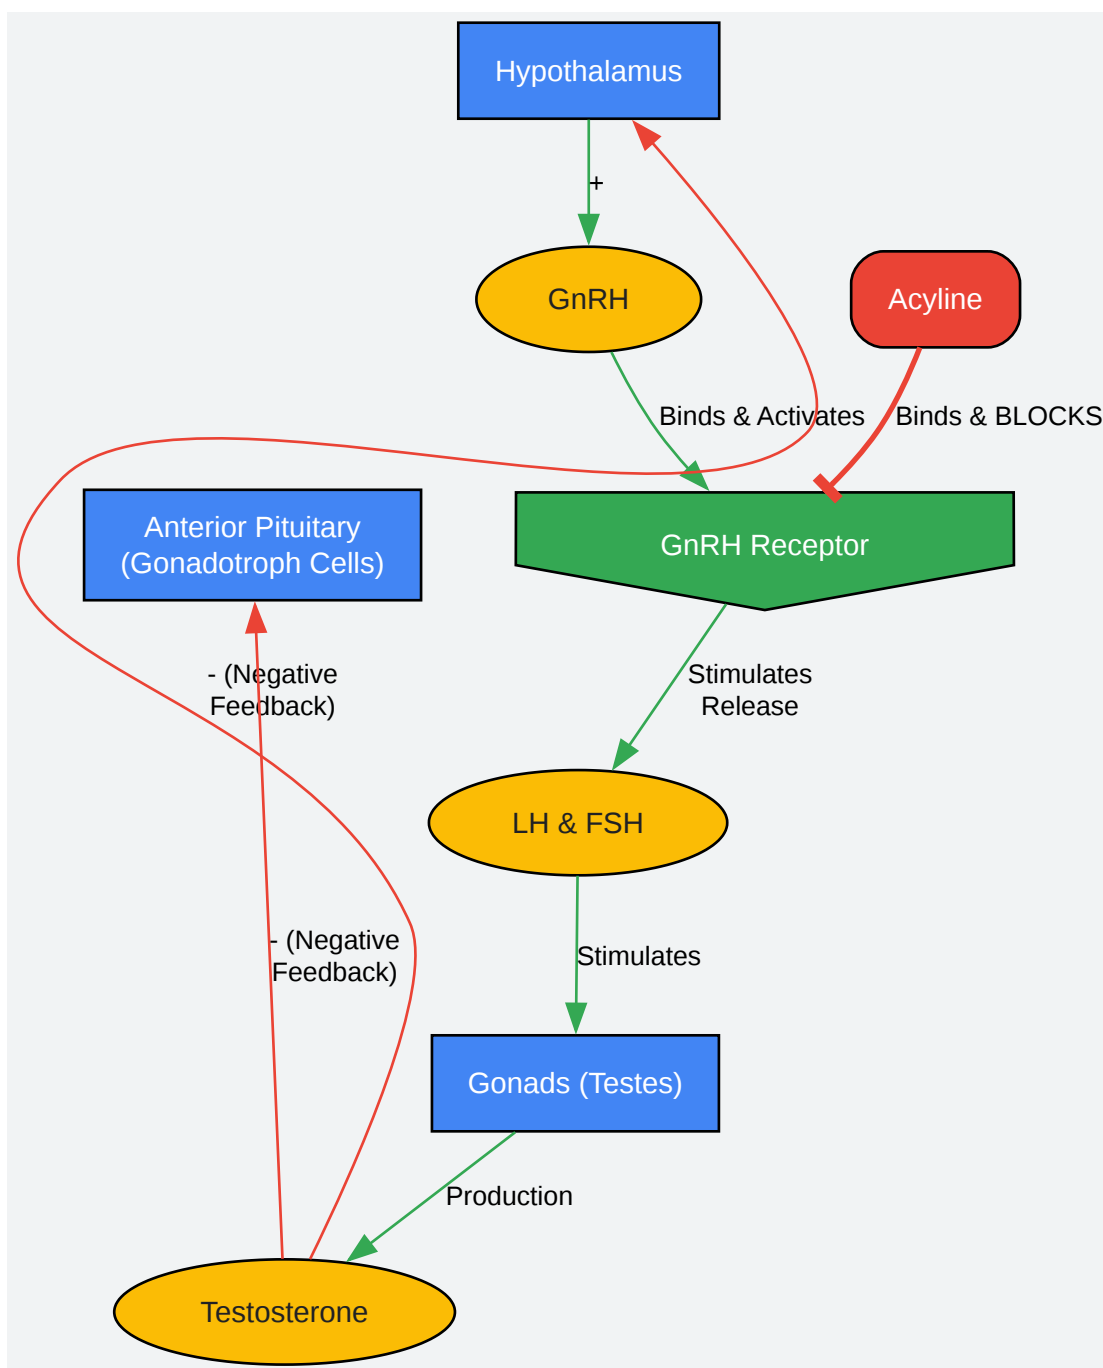 Hypothalamus
+
GnRH
Acyline
Binds & Activates
Binds & BLOCKS
Anterior Pituitary
(Gonadotroph Cells)
GnRH Receptor
- (Negative
Feedback)
Stimulates
Release
LH & FSH
- (Negative
Feedback)
Stimulates
Gonads (Testes)
Production
Testosterone